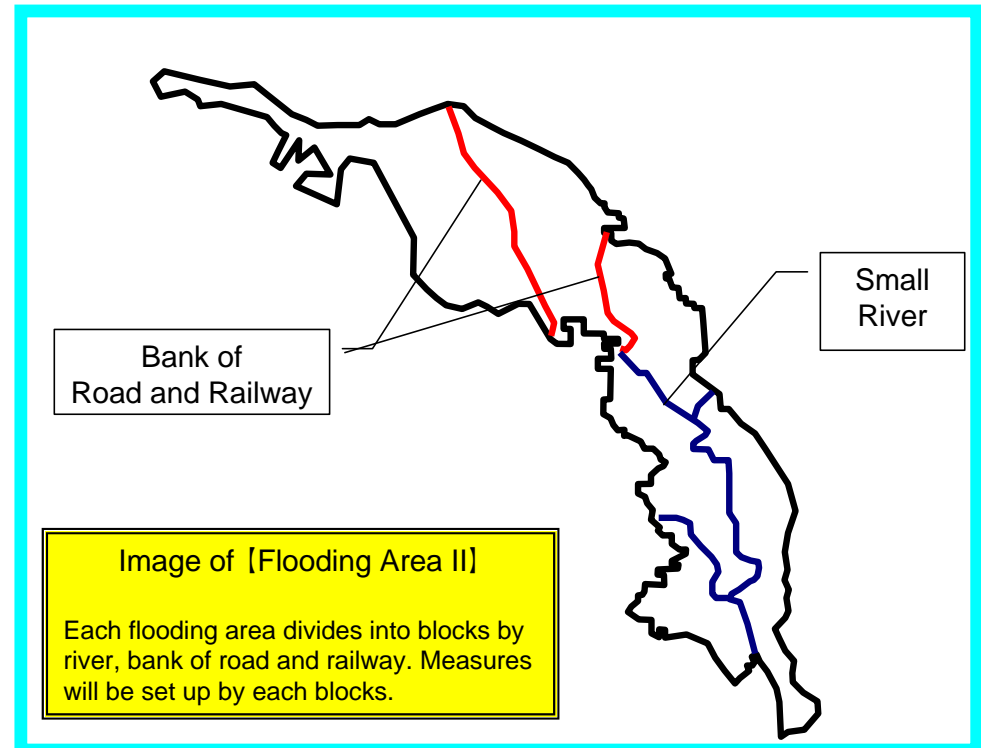 Small
River
Bank of
Road and Railway
Image of【Flooding Area II】
Each flooding area divides into blocks by
river, bank of road and railway. Measures
will be set up by each blocks.